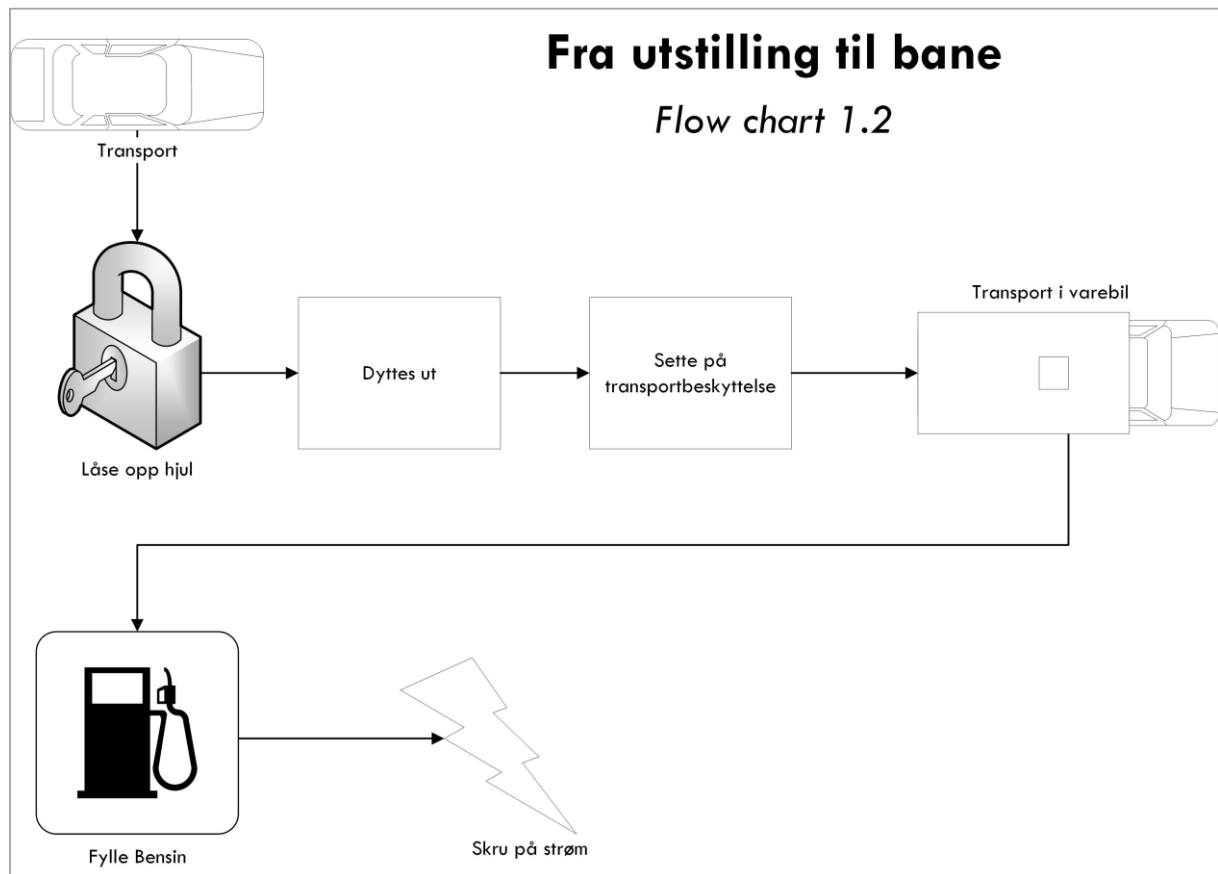 Fra utstilling til bane
Flow chart 1.2
Transport
Låse opp hjul
Dyttes ut
Sette på
transportbeskyttelse
Transport i varebil
Fylle Bensin
Skru på strøm